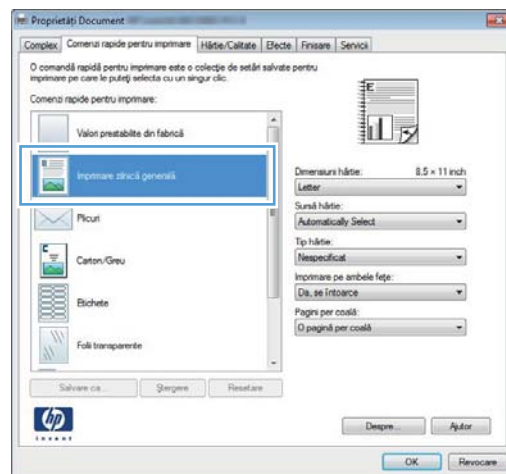 Proprietăți Document
Complex Comenzi rapide pentru imprimare Hârtie/Calitate Efecte Finisare Servicii
O comandă rapidă pentru imprimare este o colecție de setări salvate pentru
imprimare pe care le puteți selecta cu un singur clic.
Comenzi rapide pentru imprimare:
Valori prestabilite din fabrică
Imprimare zilnică generală
Plicuri
Carton/Greu
Etichete
Folii transparente
Salvare ca... Ștergere Resetare
E
Dimensiuni hârtie: 8.5 × 11 inch
Letter
Sursă hârtie:
Automatically Select
Tip hârtie:
Nespecificat
Imprimare pe ambele fețe:
Da, se întoarce
Pagini per coală:
O pagină per coală
hp
invent
Despre... Ajutor
OK Revocare